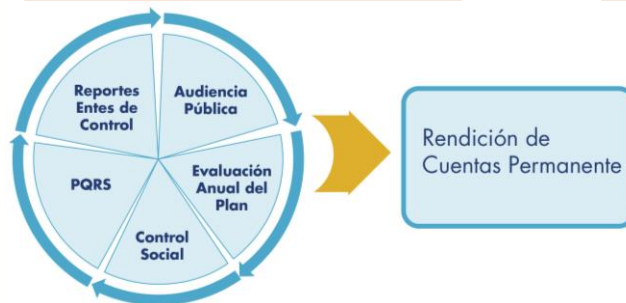 Reportes
Entes de
Control
Audiencia
Pública
Evaluación
Anual del
Plan
Control
Social
PQRS
Rendición de
Cuentas Permanente